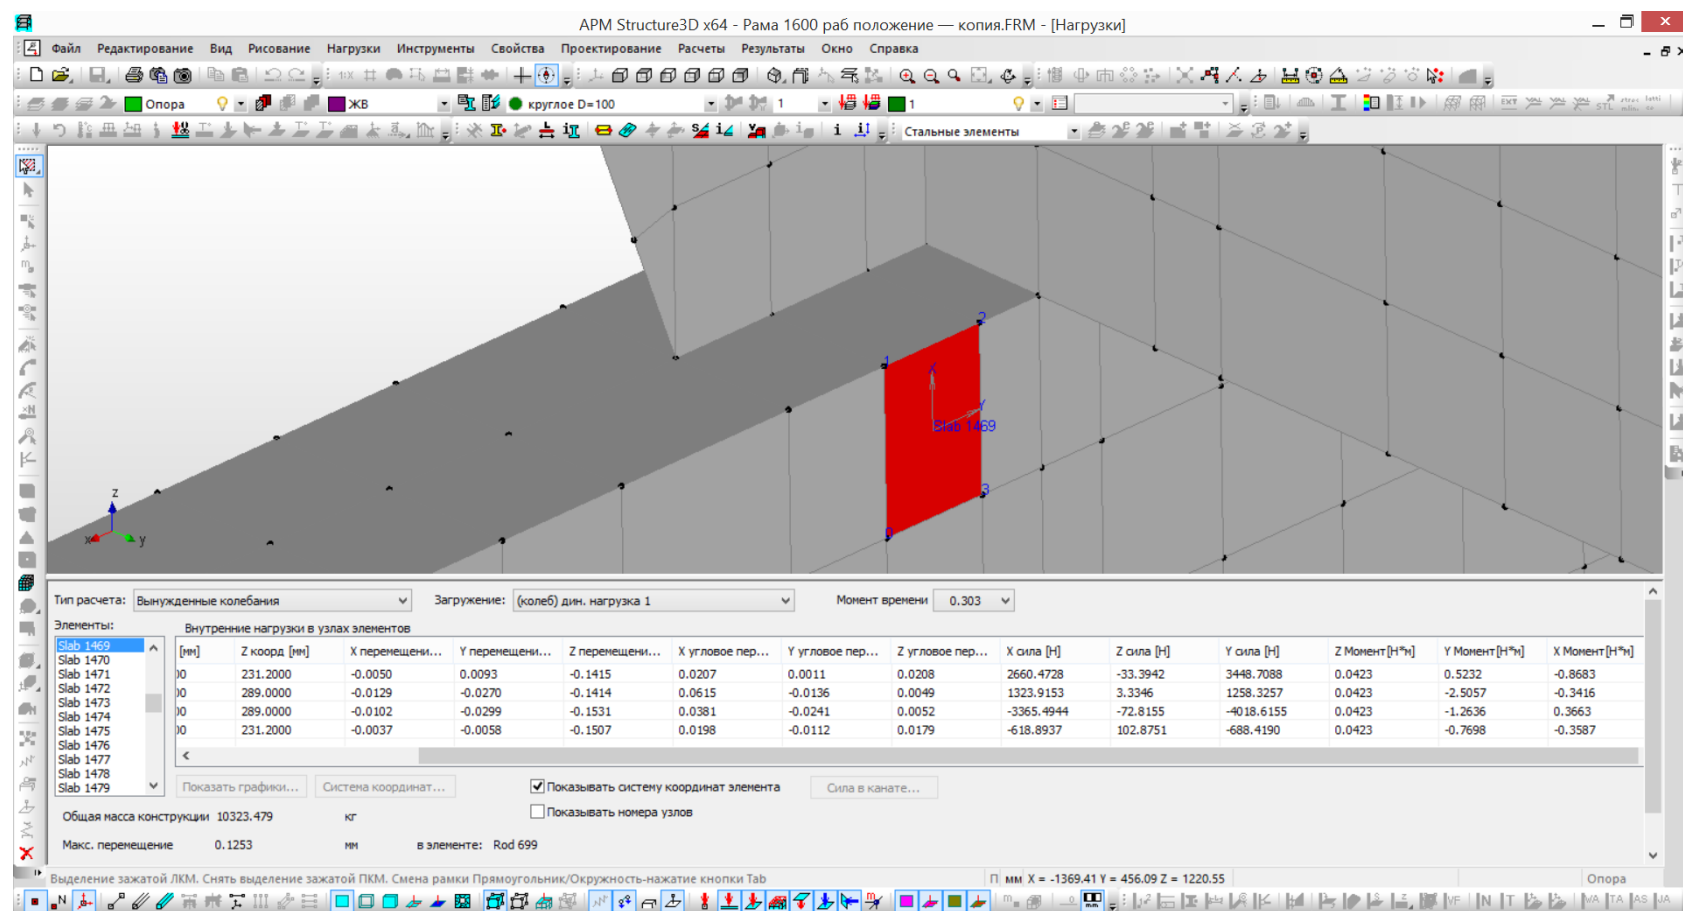 APM Structure3D x64 - Рама 1600 раб положение — копия.FRM - [Нагрузки]
Файл Редактирование Вид Рисование Нагрузки Инструменты Свойства Проектирование Расчеты Результаты Окно Справка
Опора ЖВ круглое D=100 1 1
Стальные элементы
2
1
X
Y
Slab 1469
3
z
x y
Тип расчета: Вынужденные колебания Загружение: (колеб) дин. нагрузка 1 Момент времени 0.303
Элементы: Внутренние нагрузки в узлах элементов
Slab 1469
Slab 1470
Slab 1471
Slab 1472
Slab 1473
Slab 1474
Slab 1475
Slab 1476
Slab 1477
Slab 1478
Slab 1479
[мм] Z коорд [мм] X перемещени... Y перемещени... Z перемещени... X угловое пер... Y угловое пер... Z угловое пер... X сила [Н] Z сила [Н] Y сила [Н] Z Момент[Н*м] Y Момент[Н*м] X Момент[Н*м]
00 231.2000 -0.0050 0.0093 -0.1415 0.0207 0.0011 0.0208 2660.4728 -33.3942 3448.7088 0.0423 0.5232 -0.8683
00 289.0000 -0.0129 -0.0270 -0.1414 0.0615 -0.0136 0.0049 1323.9153 3.3346 1258.3257 0.0423 -2.5057 -0.3416
00 289.0000 -0.0102 -0.0299 -0.1531 0.0381 -0.0241 0.0052 -3365.4944 -72.8155 -4018.6155 0.0423 -1.2636 0.3663
00 231.2000 -0.0037 -0.0058 -0.1507 0.0198 -0.0112 0.0179 -618.8937 102.8751 -688.4190 0.0423 -0.7698 -0.3587
Показать графики... Система координат... Показывать систему координат элемента Сила в канате...
Показывать номера узлов
Общая масса конструкции 10323.479 кг
Макс. перемещение 0.1253 мм в элементе: Rod 699
Выделение зажатой ЛКМ. Снять выделение зажатой ПКМ. Смена рамки Прямоугольник/Окружность-нажатие кнопки Tab П мм X = -1369.41 Y = 456.09 Z = 1220.55 Опора